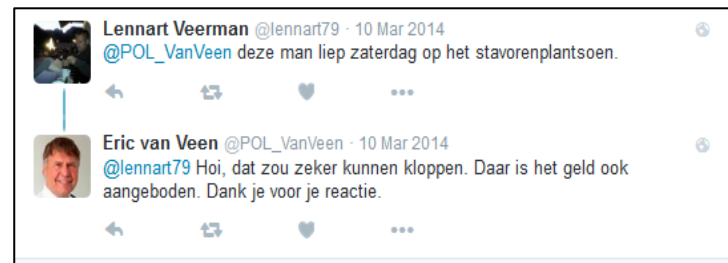 Lennart Veerman @lennart79 · 10 Mar 2014
@POL_VanVeen deze man liep zaterdag op het stavorenplantsoen.
Eric van Veen @POL_VanVeen · 10 Mar 2014
@lennart79 Hoi, dat zou zeker kunnen kloppen. Daar is het geld ook
aangeboden. Dank je voor je reactie.